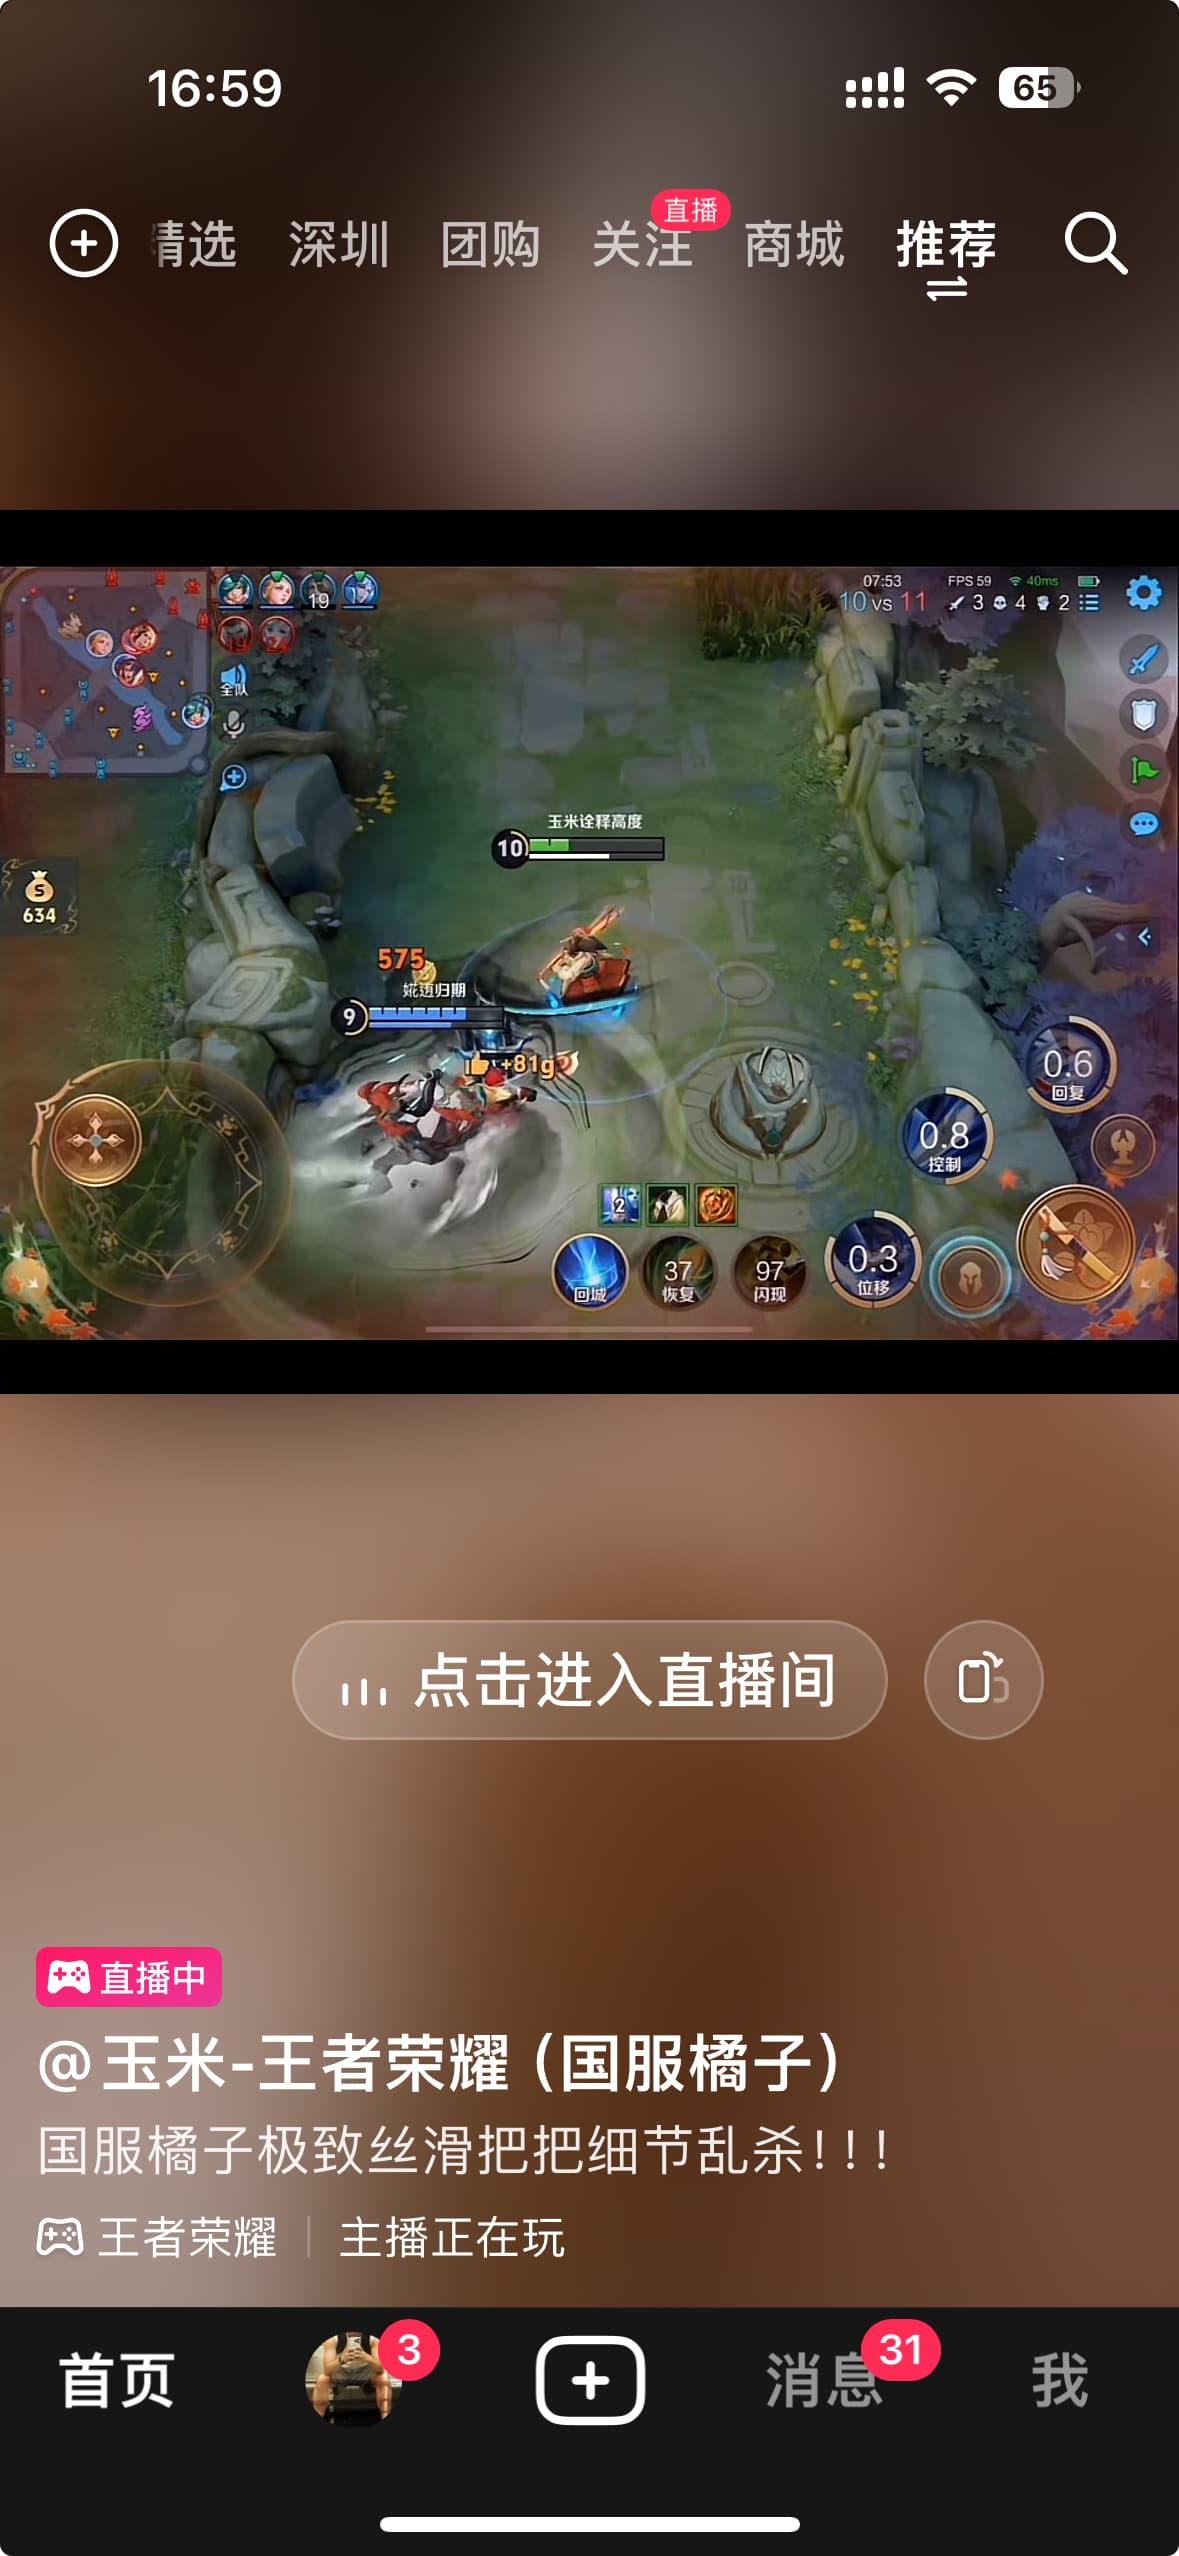 16:59
65
精选 深圳 团购 关注 直播 商城 推荐
07:53 FPS 59 40ms
10 VS 11 3 4 2
19
19 24
全队
玉米诠释高度
10
S
634
575
婲迺归期
9
+81g
0.6
回复
0.8
控制
2
0.3
位移
回城
37
恢复
97
闪现
点击进入直播间
直播中
@玉米-王者荣耀（国服橘子）
国服橘子极致丝滑把把细节乱杀！！！
王者荣耀 | 主播正在玩
首页 3 消息 31 我